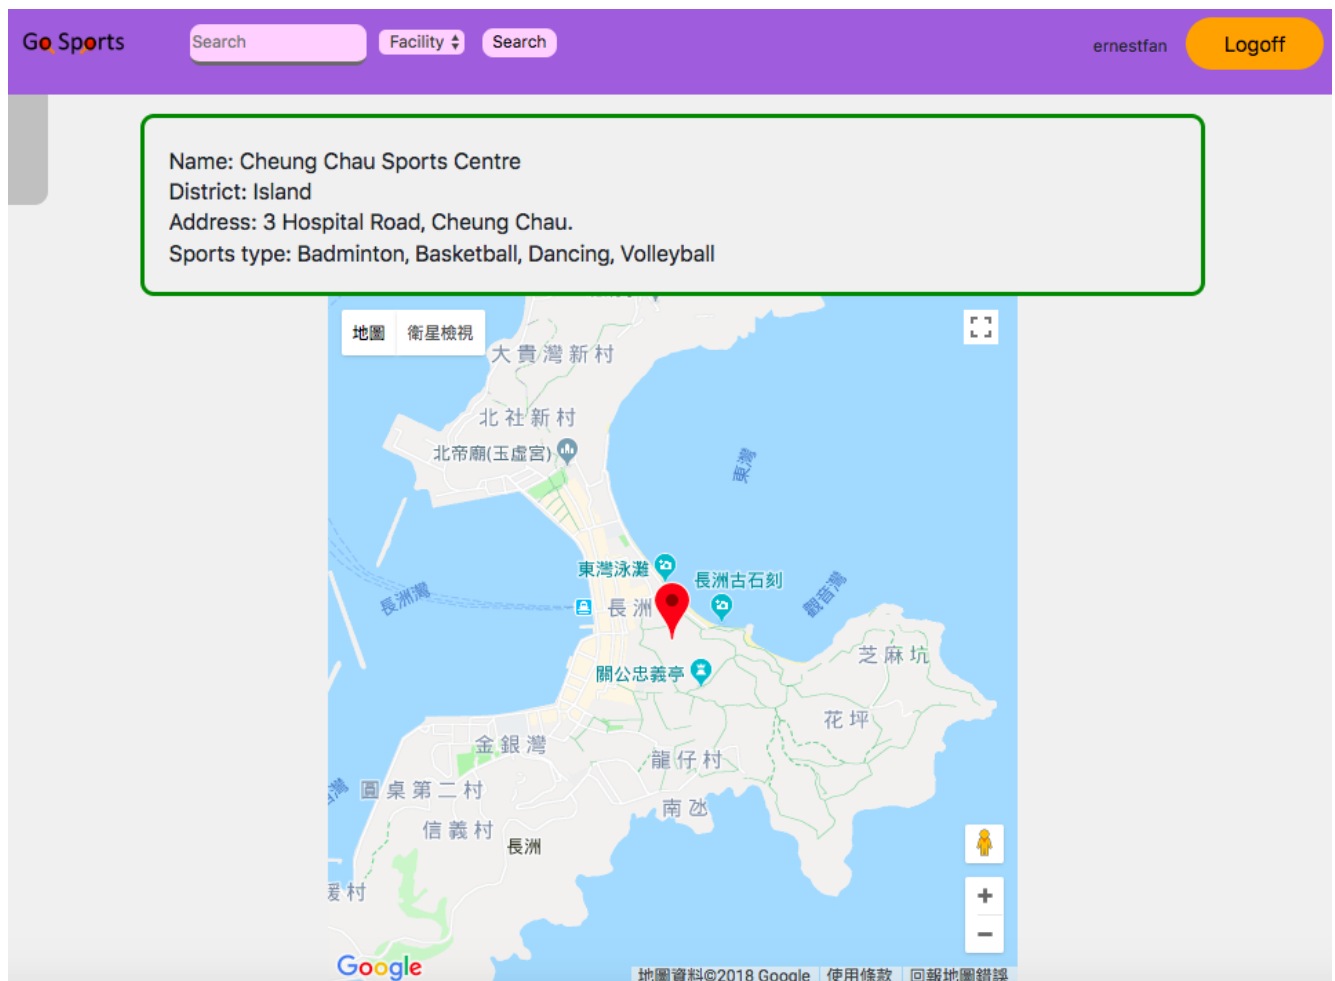 Go Sports
Search
Facility
Search
ernestfan
Logoff
Name: Cheung Chau Sports Centre
District: Island
Address: 3 Hospital Road, Cheung Chau.
Sports type: Badminton, Basketball, Dancing, Volleyball
地圖
衛星檢視
大貴灣新村
北社新村
北帝廟(玉虛宮)
東灣
東灣泳灘
長洲古石刻
觀音灣
長洲灣
長洲
芝麻坑
關公忠義亭
花坪
金銀灣
龍仔村
圓桌第二村
南氹
信義村
長洲
村
+
−
Google
地圖資料©2018 Google
使用條款
回報地圖錯誤